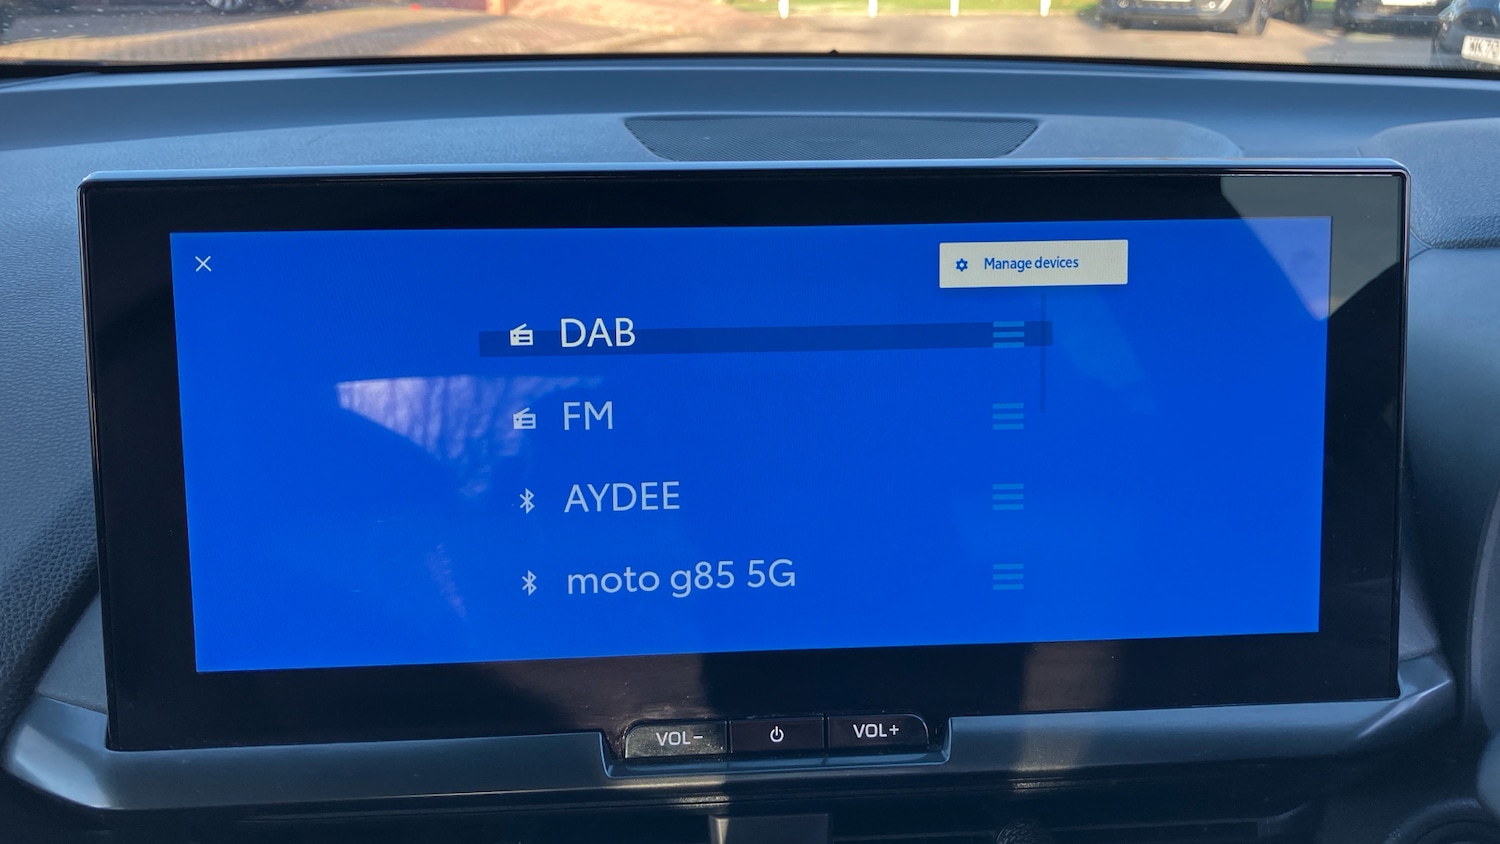 Manage devices
DAB
FM
AYDEE
moto g85 5G
VOL−
VOL+